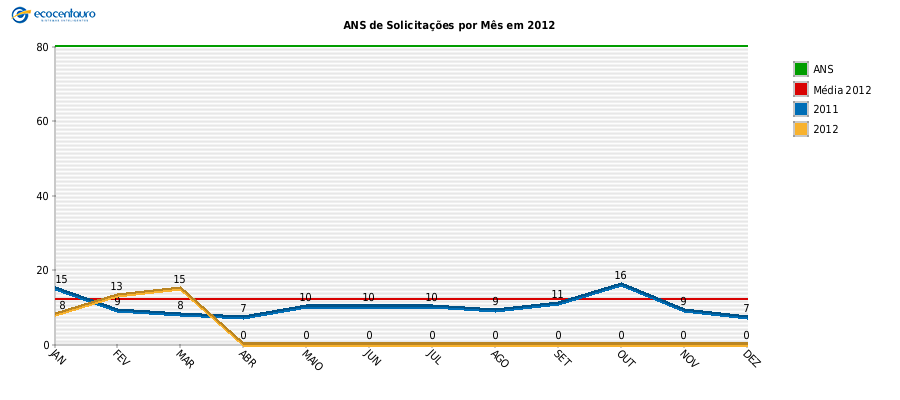 ecocentauro
ANS de Solicitações por Mês em 2012
80
60
40
20
0
15 13 15 7 10 10 10 9 11 16 9 7
8 9 8 0 0 0 0 0 0 0 0 0
JAN FEV MAR ABR MAIO JUN JUL AGO SET OUT NOV DEZ
ANS
Média 2012
2011
2012